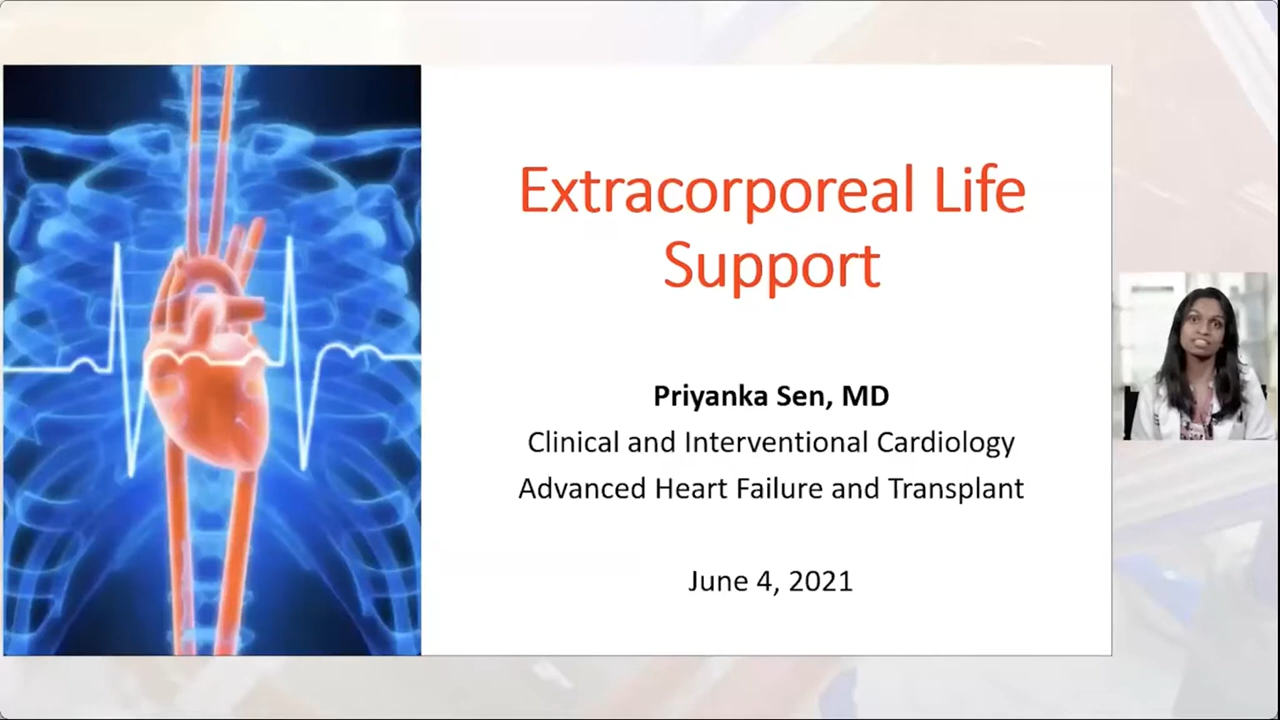 Extracorporeal Life
Support
Priyanka Sen, MD
Clinical and Interventional Cardiology
Advanced Heart Failure and Transplant
June 4, 2021